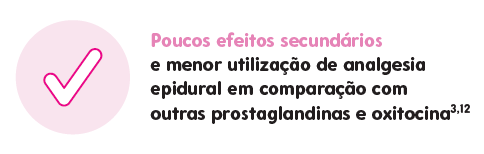 Poucos efeitos secundários
e menor utilização de analgesia
epidural em comparação com
outras prostaglandinas e oxitocina3,12